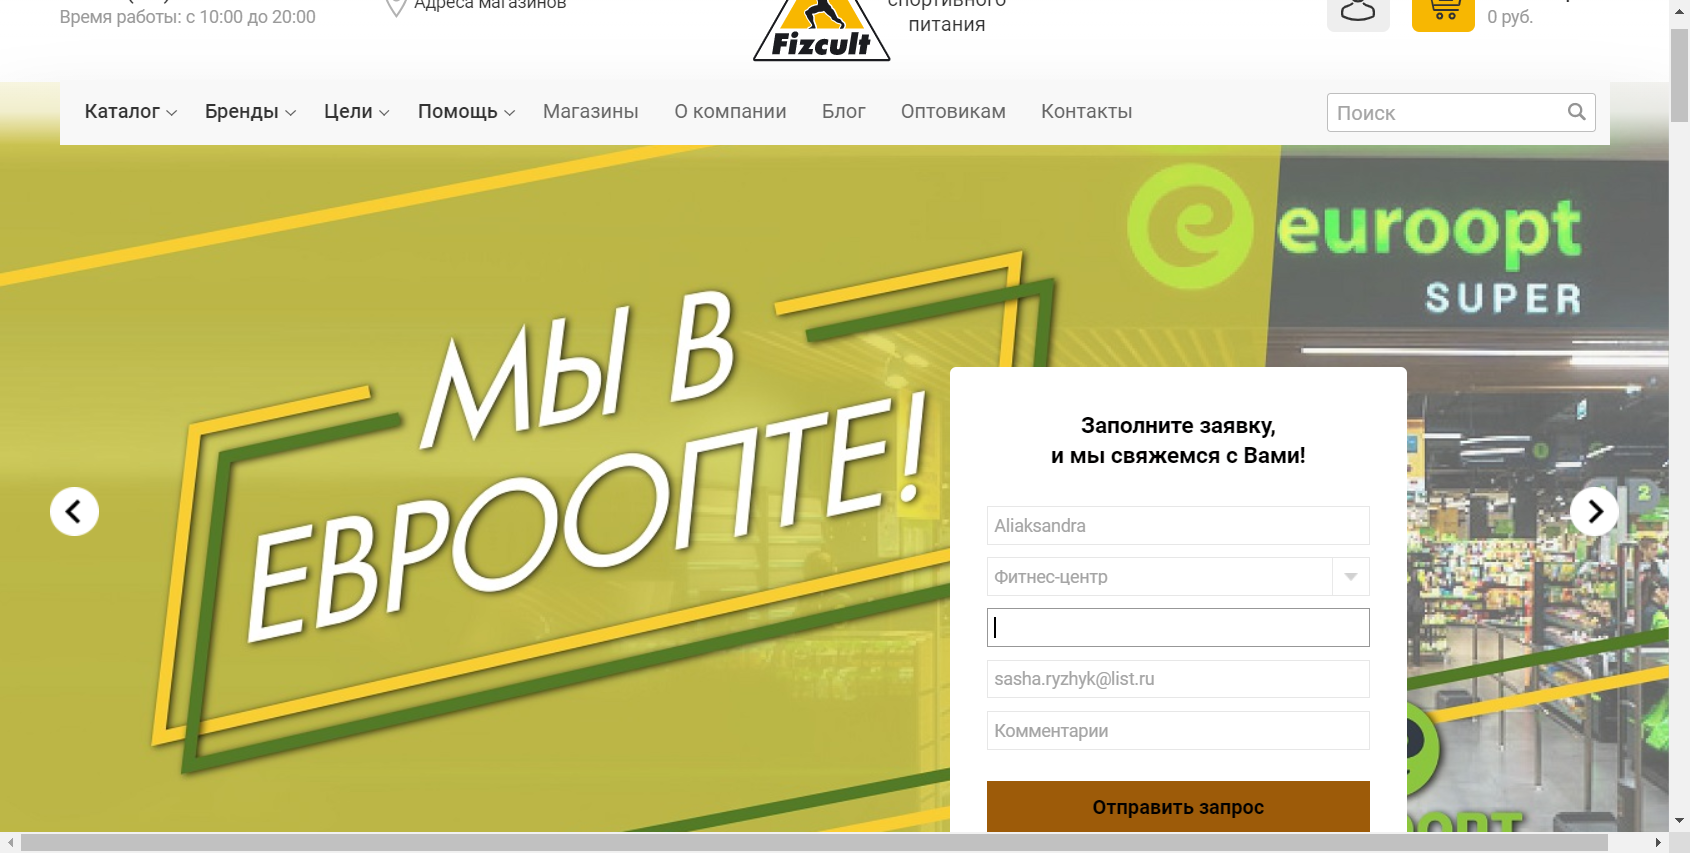 Время работы: с 10:00 до 20:00
Адреса магазинов
Fizcult
спортивного
питания
0 руб.
Каталог Бренды Цели Помощь Магазины О компании Блог Оптовикам Контакты Поиск
euroopt
SUPER
МЫ В
ЕВРООПТЕ!
2
Заполните заявку,
и мы свяжемся с Вами!
Aliaksandra
Фитнес-центр
sasha.ryzhyk@list.ru
Комментарии
Отправить запрос